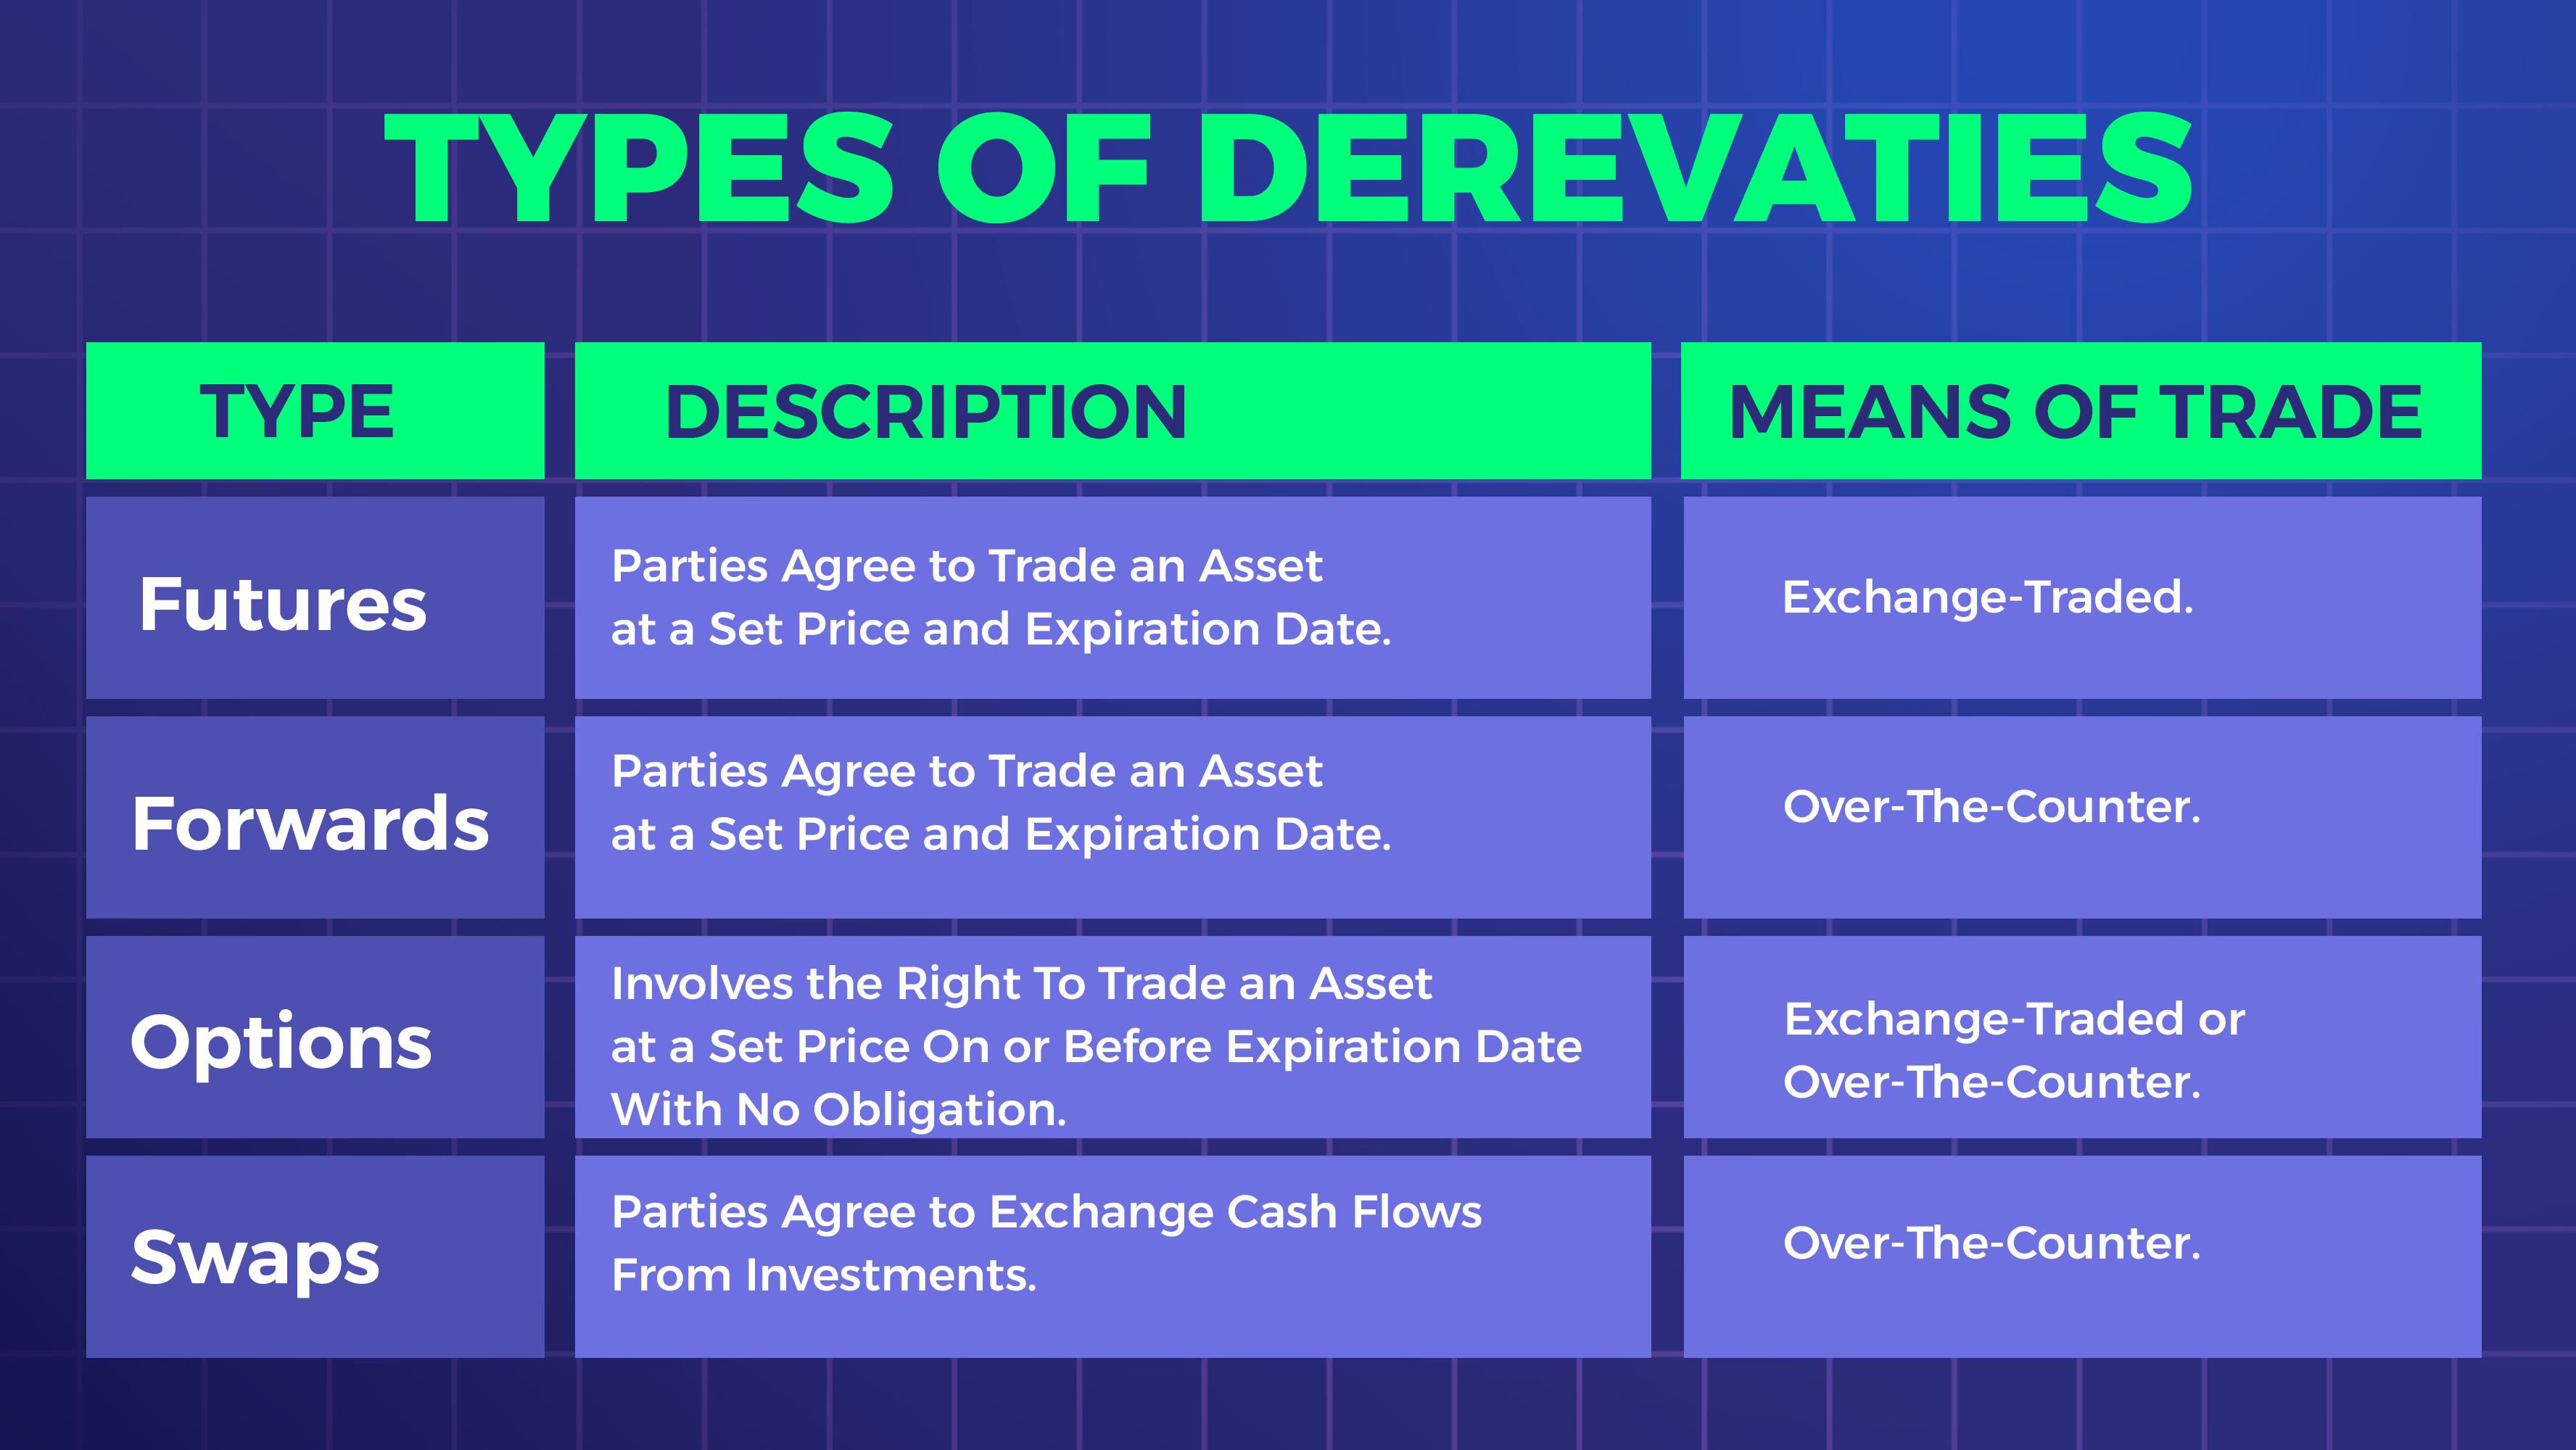 TYPES OF DEREVATIES
TYPE
DESCRIPTION
MEANS OF TRADE
Futures
Parties Agree to Trade an Asset
at a Set Price and Expiration Date.
Exchange-Traded.
Forwards
Parties Agree to Trade an Asset
at a Set Price and Expiration Date.
Over-The-Counter.
Options
Involves the Right To Trade an Asset
at a Set Price On or Before Expiration Date
With No Obligation.
Exchange-Traded or
Over-The-Counter.
Swaps
Parties Agree to Exchange Cash Flows
From Investments.
Over-The-Counter.